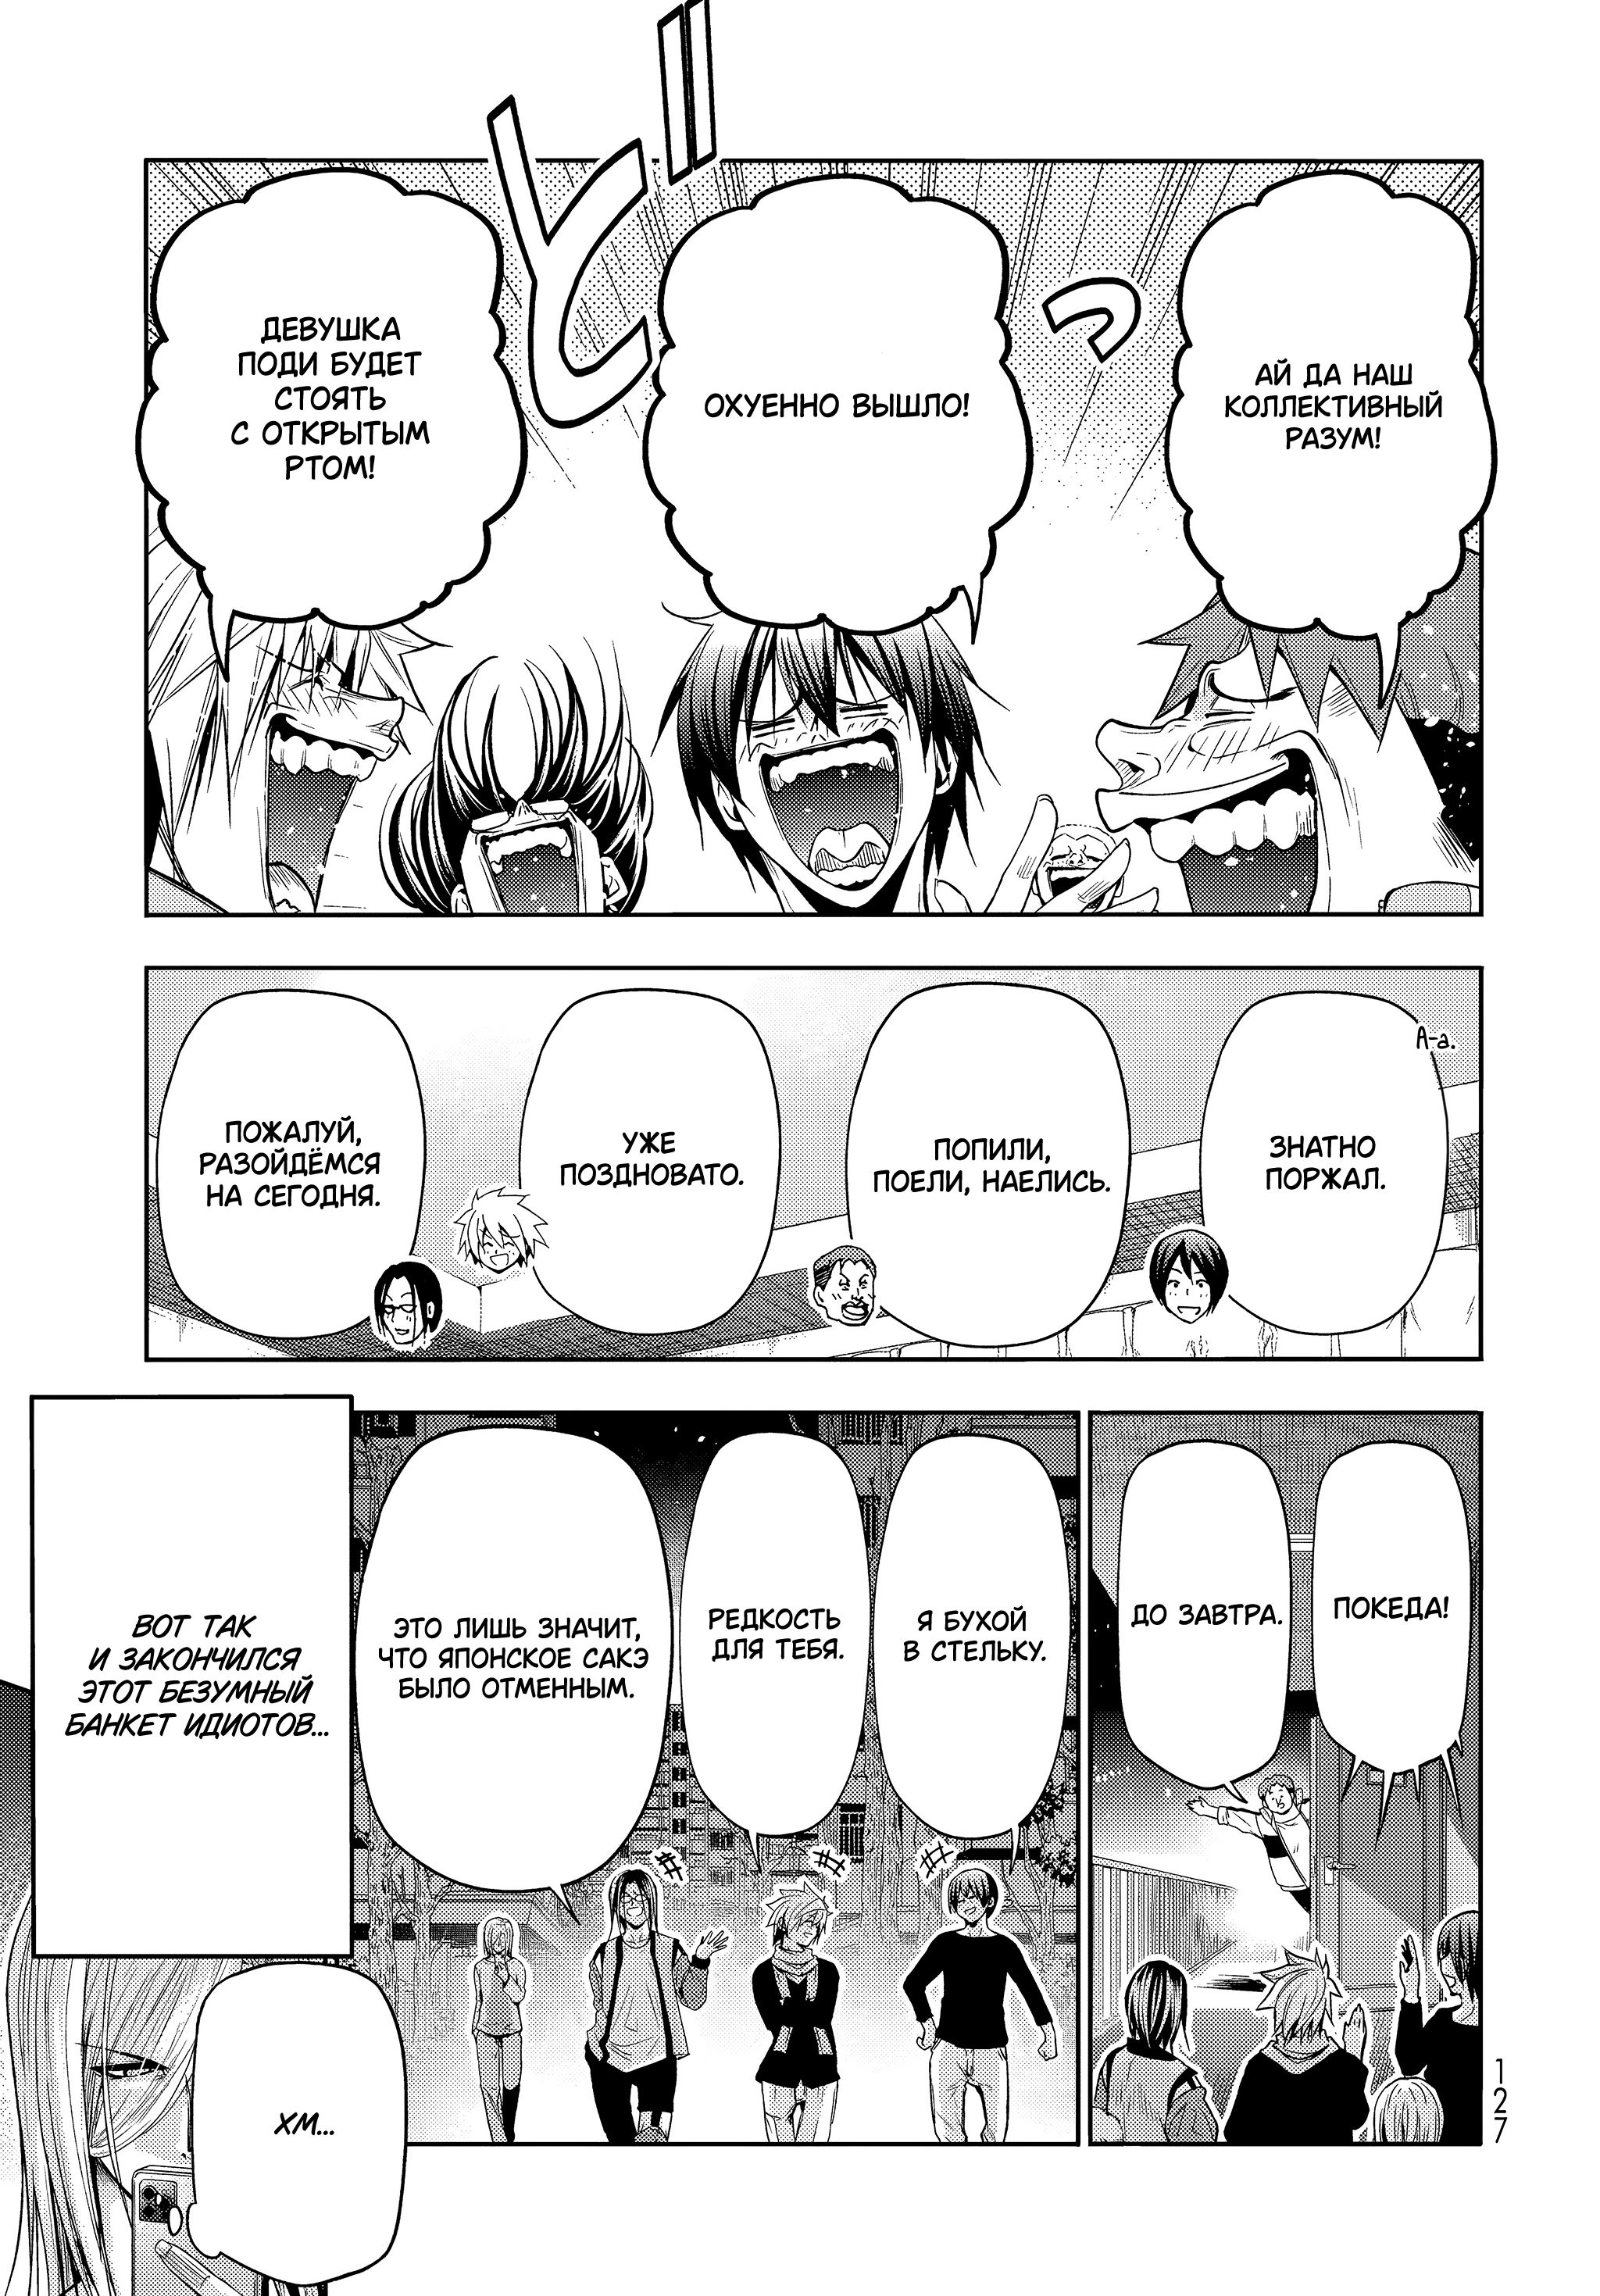 АЙ ДА НАШ
КОЛЛЕКТИВНЫЙ
РАЗУМ!
ビ
っ
ОХУЕННО ВЫШЛО!
ДЕВУШКА
ПОДИ БУДЕТ
СТОЯТЬ
С ОТКРЫТЫМ
РТОМ!
А-а.
ЗНАТНО
ПОРЖАЛ.
ПОПИЛИ,
ПОЕЛИ, НАЕЛИСЬ.
УЖЕ
ПОЗДНОВАТО.
ПОЖАЛУЙ,
РАЗОЙДЁМСЯ
НА СЕГОДНЯ.
ПОКЕДА!
ДО ЗАВТРА.
Я БУХОЙ
В СТЕЛЬКУ.
РЕДКОСТЬ
ДЛЯ ТЕБЯ.
ЭТО ЛИШЬ ЗНАЧИТ,
ЧТО ЯПОНСКОЕ САКЭ
БЫЛО ОТМЕННЫМ.
ВОТ ТАК
И ЗАКОНЧИЛСЯ
ЭТОТ БЕЗУМНЫЙ
БАНКЕТ ИДИОТОВ...
ХМ...
127